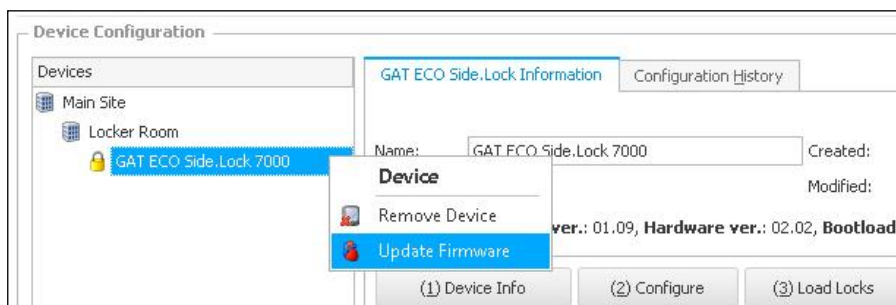 Device Configuration
Devices
Main Site
Locker Room
GAT ECO Side.Lock 7000
GAT ECO Side.Lock Information
Configuration History
Name:
GAT ECO Side.Lock 7000
Created:
Modified:
Device
Remove Device
Update Firmware
ver.: 01.09, Hardware ver.: 02.02, Bootload
(1) Device Info
(2) Configure
(3) Load Locks